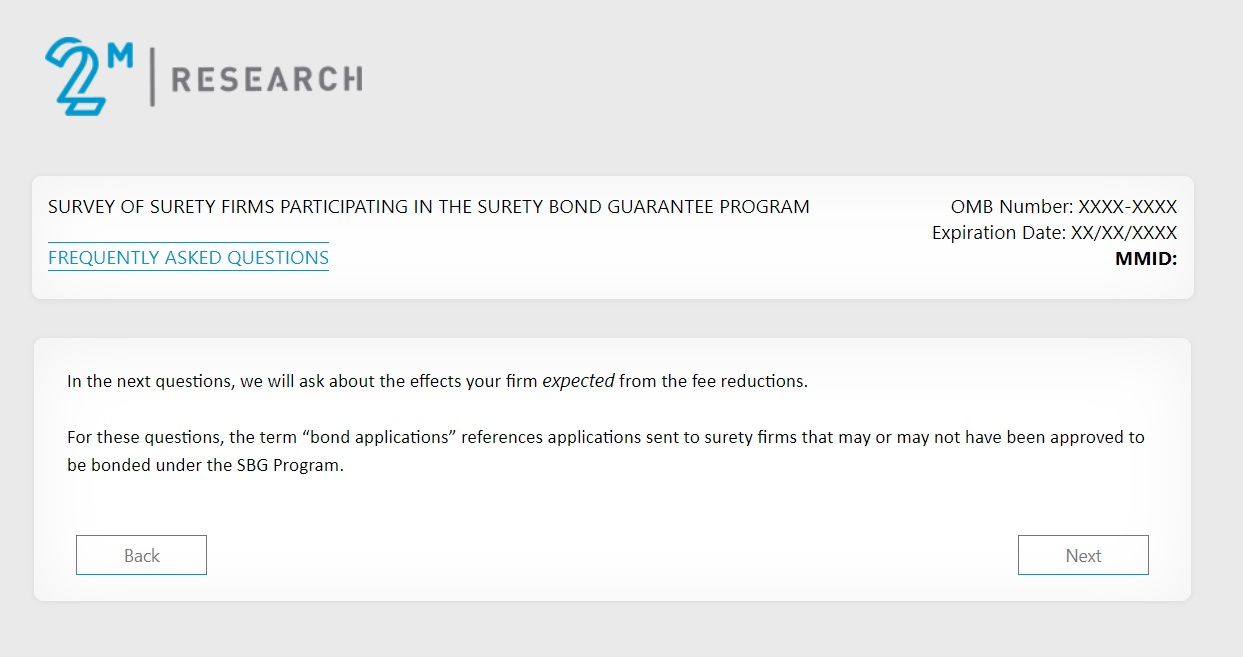 2M RESEARCH
SURVEY OF SURETY FIRMS PARTICIPATING IN THE SURETY BOND GUARANTEE PROGRAM
OMB Number: XXXX-XXXX
Expiration Date: XX/XX/XXXX
FREQUENTLY ASKED QUESTIONS
MMID:
In the next questions, we will ask about the effects your firm expected from the fee reductions.
For these questions, the term “bond applications” references applications sent to surety firms that may or may not have been approved to
be bonded under the SBG Program.
Back
Next